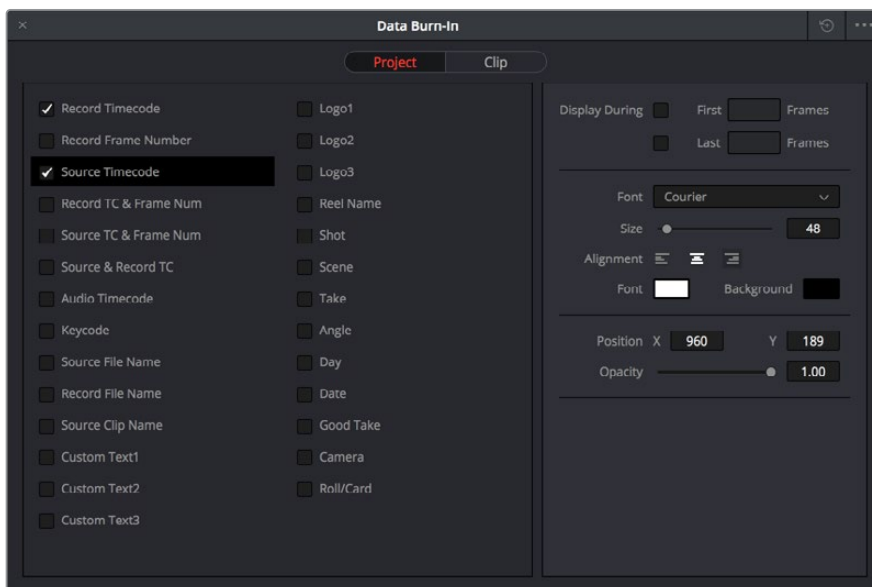 Data Burn-In
Project Clip
Record Timecode
Record Frame Number
Source Timecode
Record TC & Frame Num
Source TC & Frame Num
Source & Record TC
Audio Timecode
Keycode
Source File Name
Record File Name
Source Clip Name
Custom Text1
Custom Text2
Custom Text3
Logo1
Logo2
Logo3
Reel Name
Shot
Scene
Take
Angle
Day
Date
Good Take
Camera
Roll/Card
Display During First Frames
Last Frames
Font Courier
Size 48
Alignment
Font Background
Position X 960 Y 189
Opacity 1.00